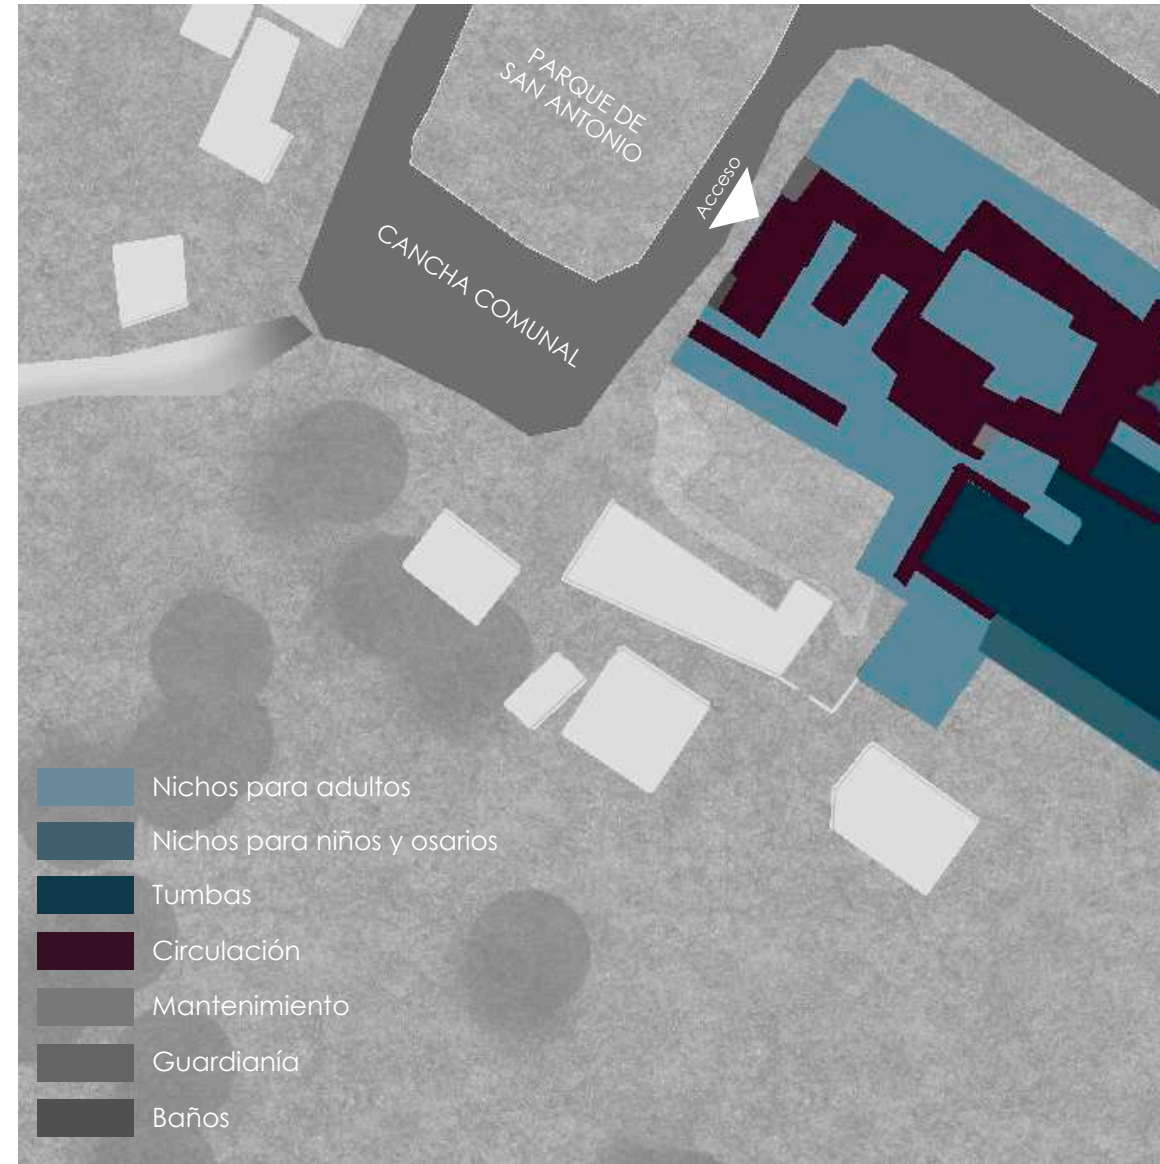 PARQUE DE
SAN ANTONIO
Acceso
CANCHA COMUNAL
Nichos para adultos
Nichos para niños y osarios
Tumbas
Circulación
Mantenimiento
Guardianía
Baños